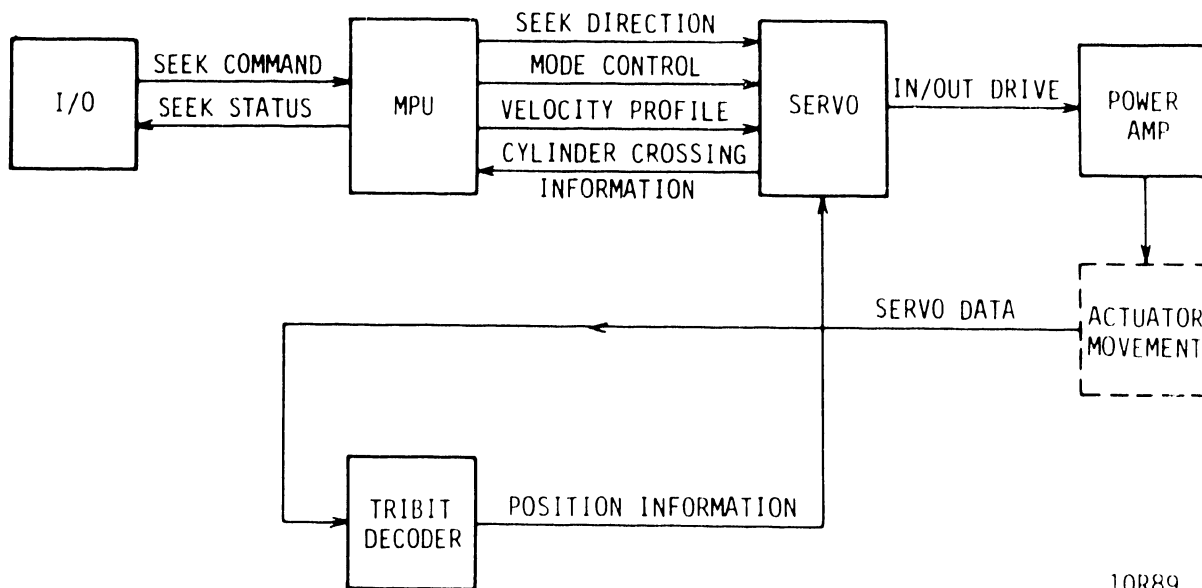 SEEK DIRECTION
SEEK COMMAND
MODE CONTROL
IN/OUT DRIVE
I/O
MPU
SERVO
POWER
AMP
SEEK STATUS
VELOCITY PROFILE
CYLINDER CROSSING
INFORMATION
SERVO DATA
ACTUATOR
MOVEMENT
TRIBIT
DECODER
POSITION INFORMATION
10R89